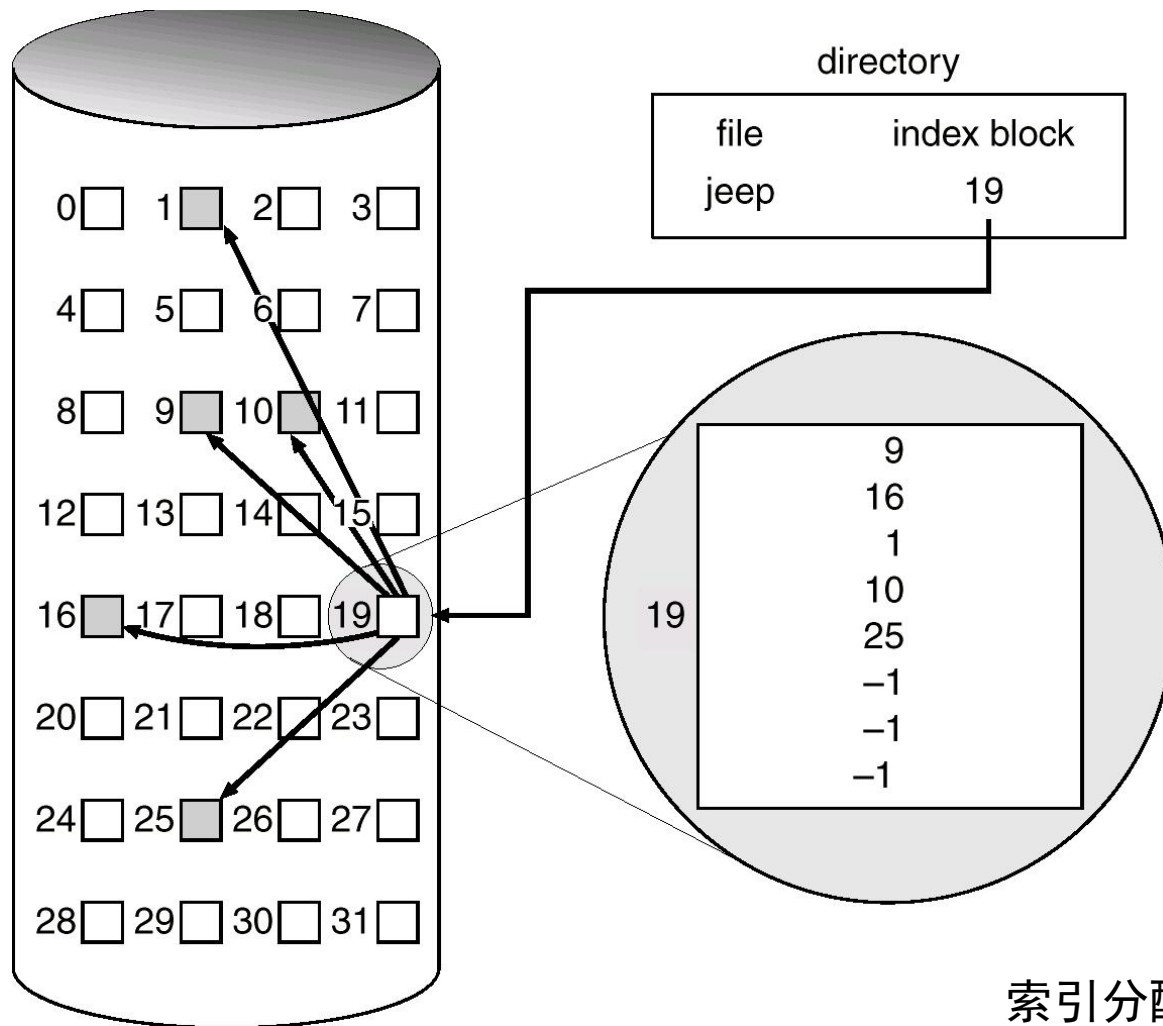 directory
file index block
jeep 19
0 1 2 3
4 5 6 7
8 9 10 11
12 13 14 15
16 17 18 19
20 21 22 23
24 25 26 27
28 29 30 31
19
9
16
1
10
25
–1
–1
–1
索引分配